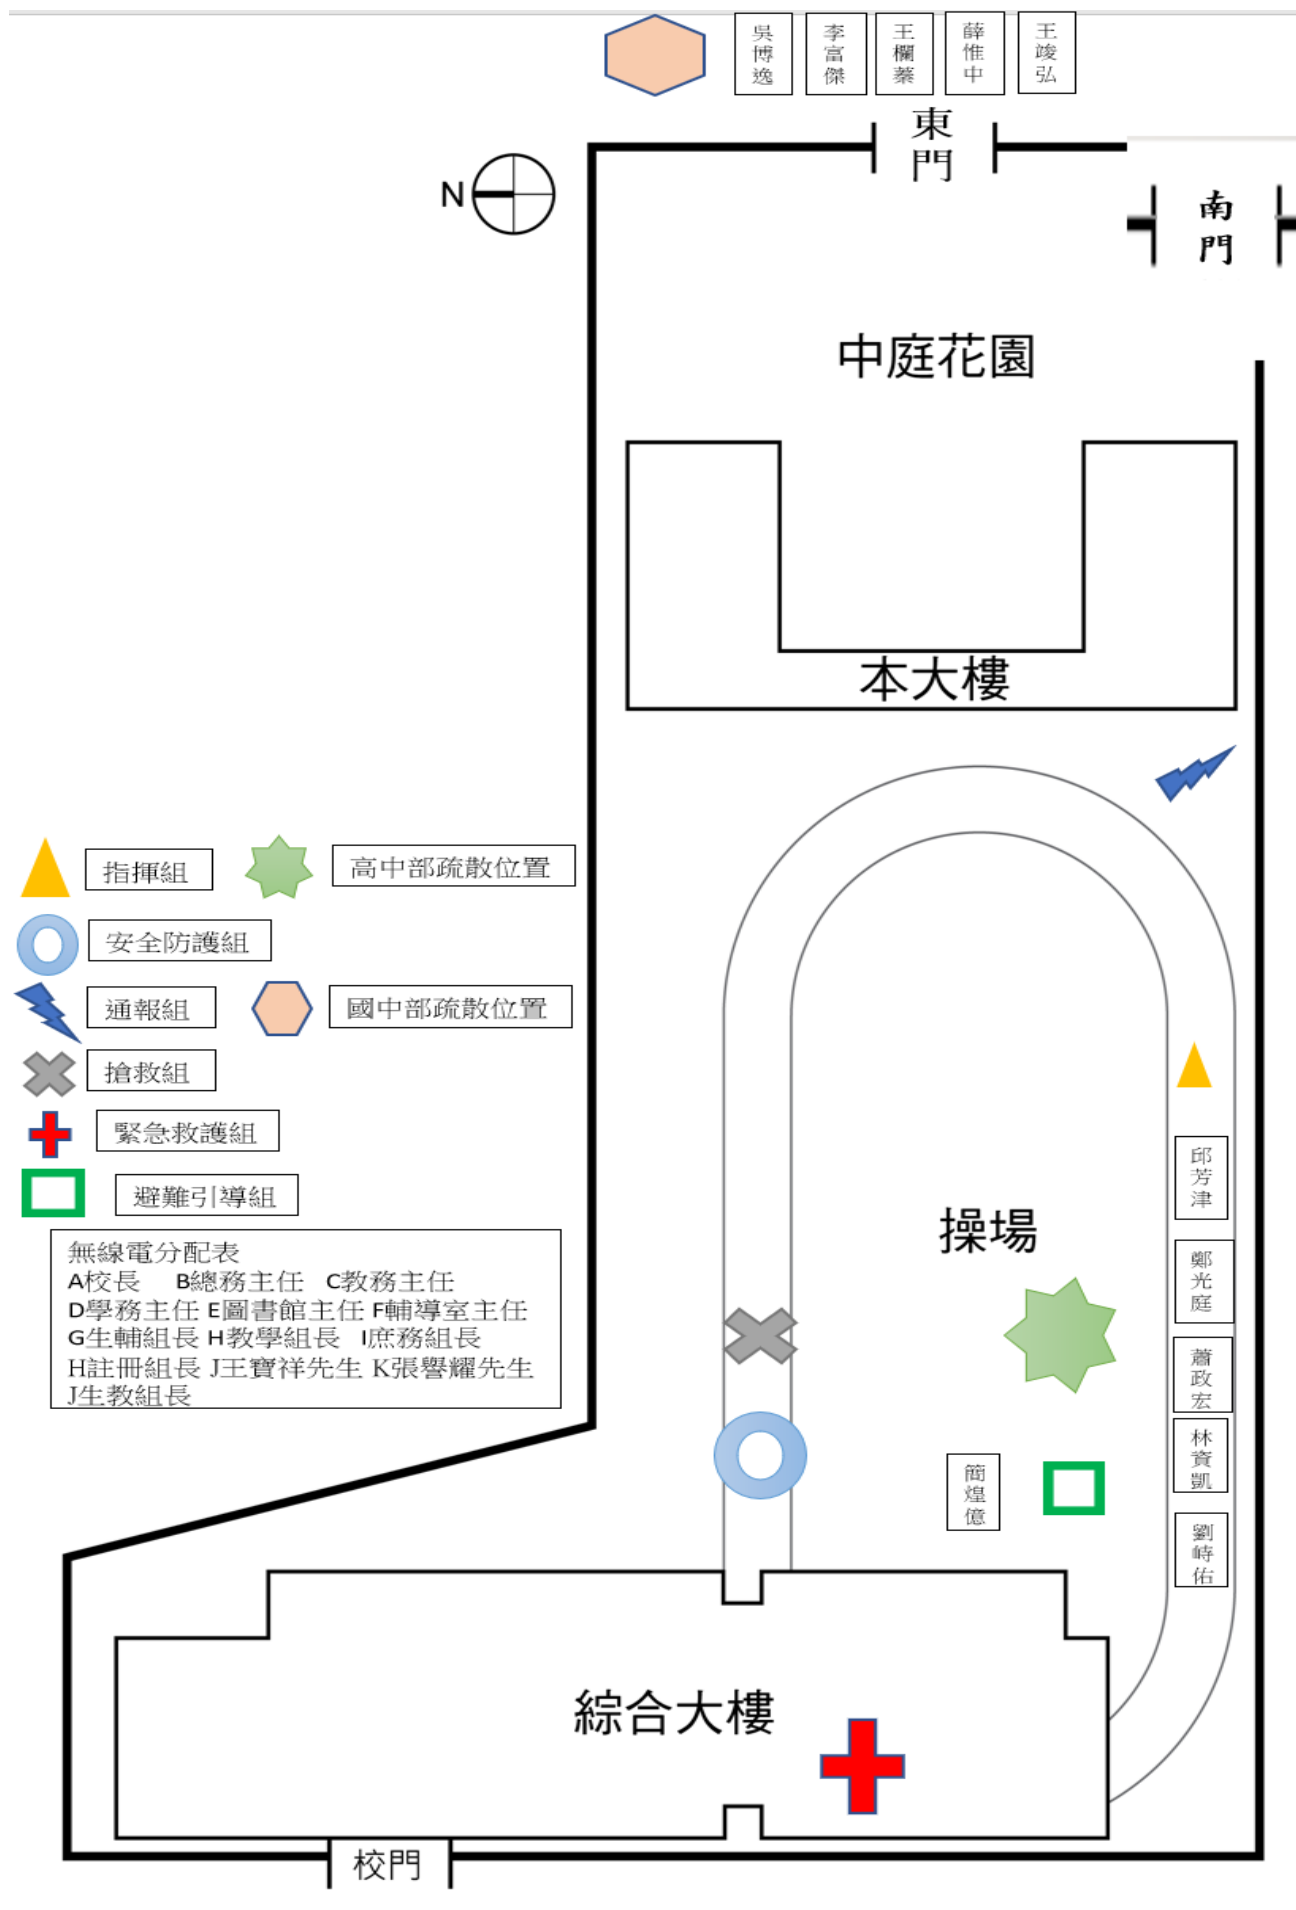 吳博逸
李富傑
王欄蓁
薛惟中
王竣弘
東門
N
南門
中庭花園
本大樓
指揮組
高中部疏散位置
安全防護組
通報組
國中部疏散位置
搶救組
緊急救護組
避難引導組
無線電分配表
A校長 B總務主任 C教務主任
D學務主任 E圖書館主任 F輔導室主任
G生輔組長 H教學組長 I庶務組長
H註冊組長 J王寶祥先生 K張譽耀先生
J生教組長
操場
邱芳津
鄭光庭
蕭政宏
林資凱
劉峙佑
簡煌億
綜合大樓
校門